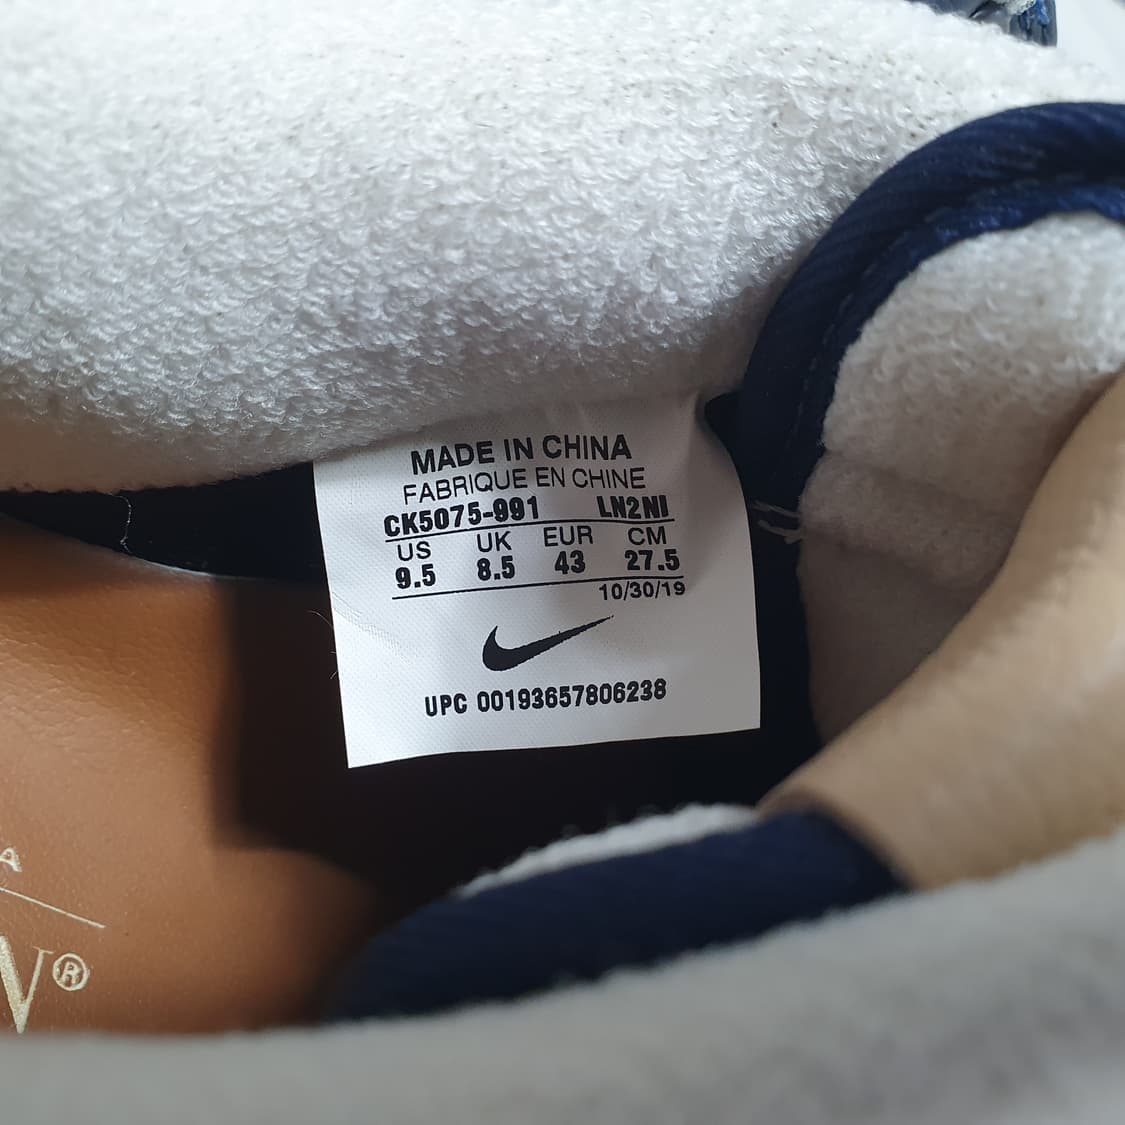 MADE IN CHINA
FABRIQUE EN CHINE
CK5075-991 LN2NI
US UK EUR CM
9.5 8.5 43 27.5
10/30/19
UPC 00193657806238
A
N®